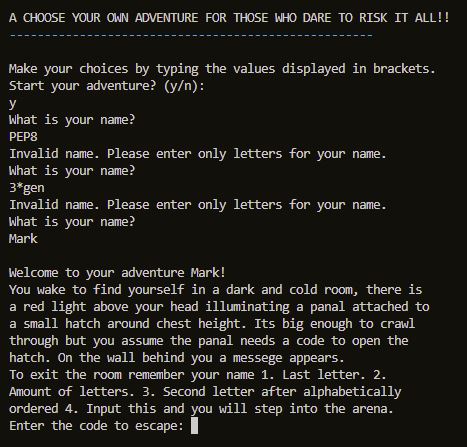 A CHOOSE YOUR OWN ADVENTURE FOR THOSE WHO DARE TO RISK IT ALL!!
----------------------------------------------------
Make your choices by typing the values displayed in brackets.
Start your adventure? (y/n):
y
What is your name?
PEP8
Invalid name. Please enter only letters for your name.
What is your name?
3*gen
Invalid name. Please enter only letters for your name.
What is your name?
Mark
Welcome to your adventure Mark!
You wake to find yourself in a dark and cold room, there is
a red light above your head illuminating a panal attached to
a small hatch around chest height. Its big enough to crawl
through but you assume the panal needs a code to open the
hatch. On the wall behind you a messege appears.
To exit the room remember your name 1. Last letter. 2.
Amount of letters. 3. Second letter after alphabetically
ordered 4. Input this and you will step into the arena.
Enter the code to escape: